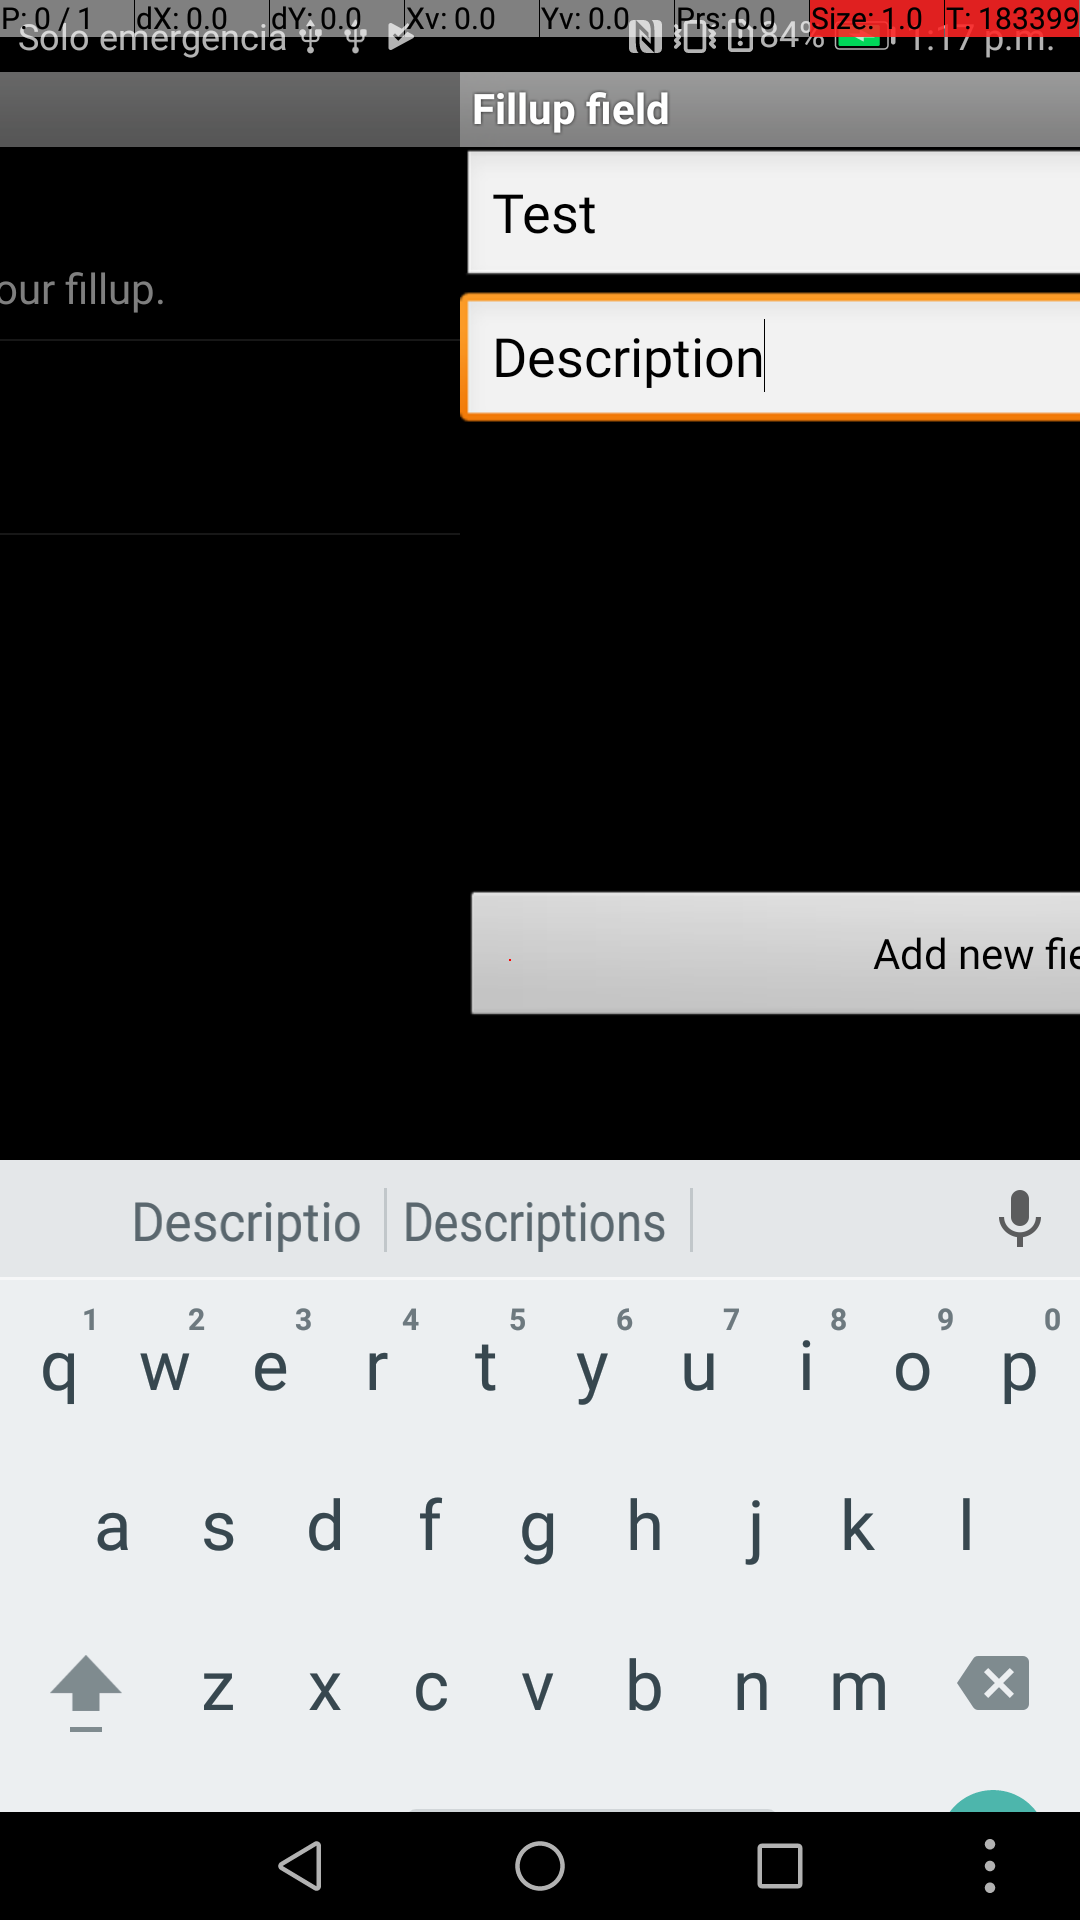 P: 0 / 1 dX: 0.0 dY: 0.0 Xv: 0.0 Yv: 0.0 Prs: 0.0 Size: 1.0 T: 183399
Solo emergencia 84% 1:17 p.m.
Fillup field
Test
our fillup.
Description
Add new fie
Descriptio Descriptions
1 2 3 4 5 6 7 8 9 0
q w e r t y u i o p
a s d f g h j k l
z x c v b n m